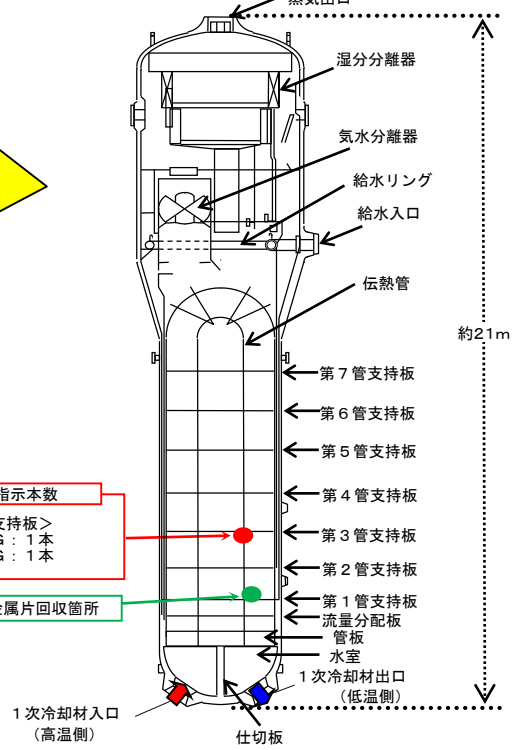 蒸気出口
湿分分離器
気水分離器
給水リング
給水入口
伝熱管
約21m
第7管支持板
第6管支持板
第5管支持板
第4管支持板
第3管支持板
第2管支持板
第1管支持板
流量分配板
管板
水室
指示本数
支持板>
: 1本
: 1本
金属片回収箇所
1次冷却材出口
(低温側)
1次冷却材入口
(高温側)
仕切板